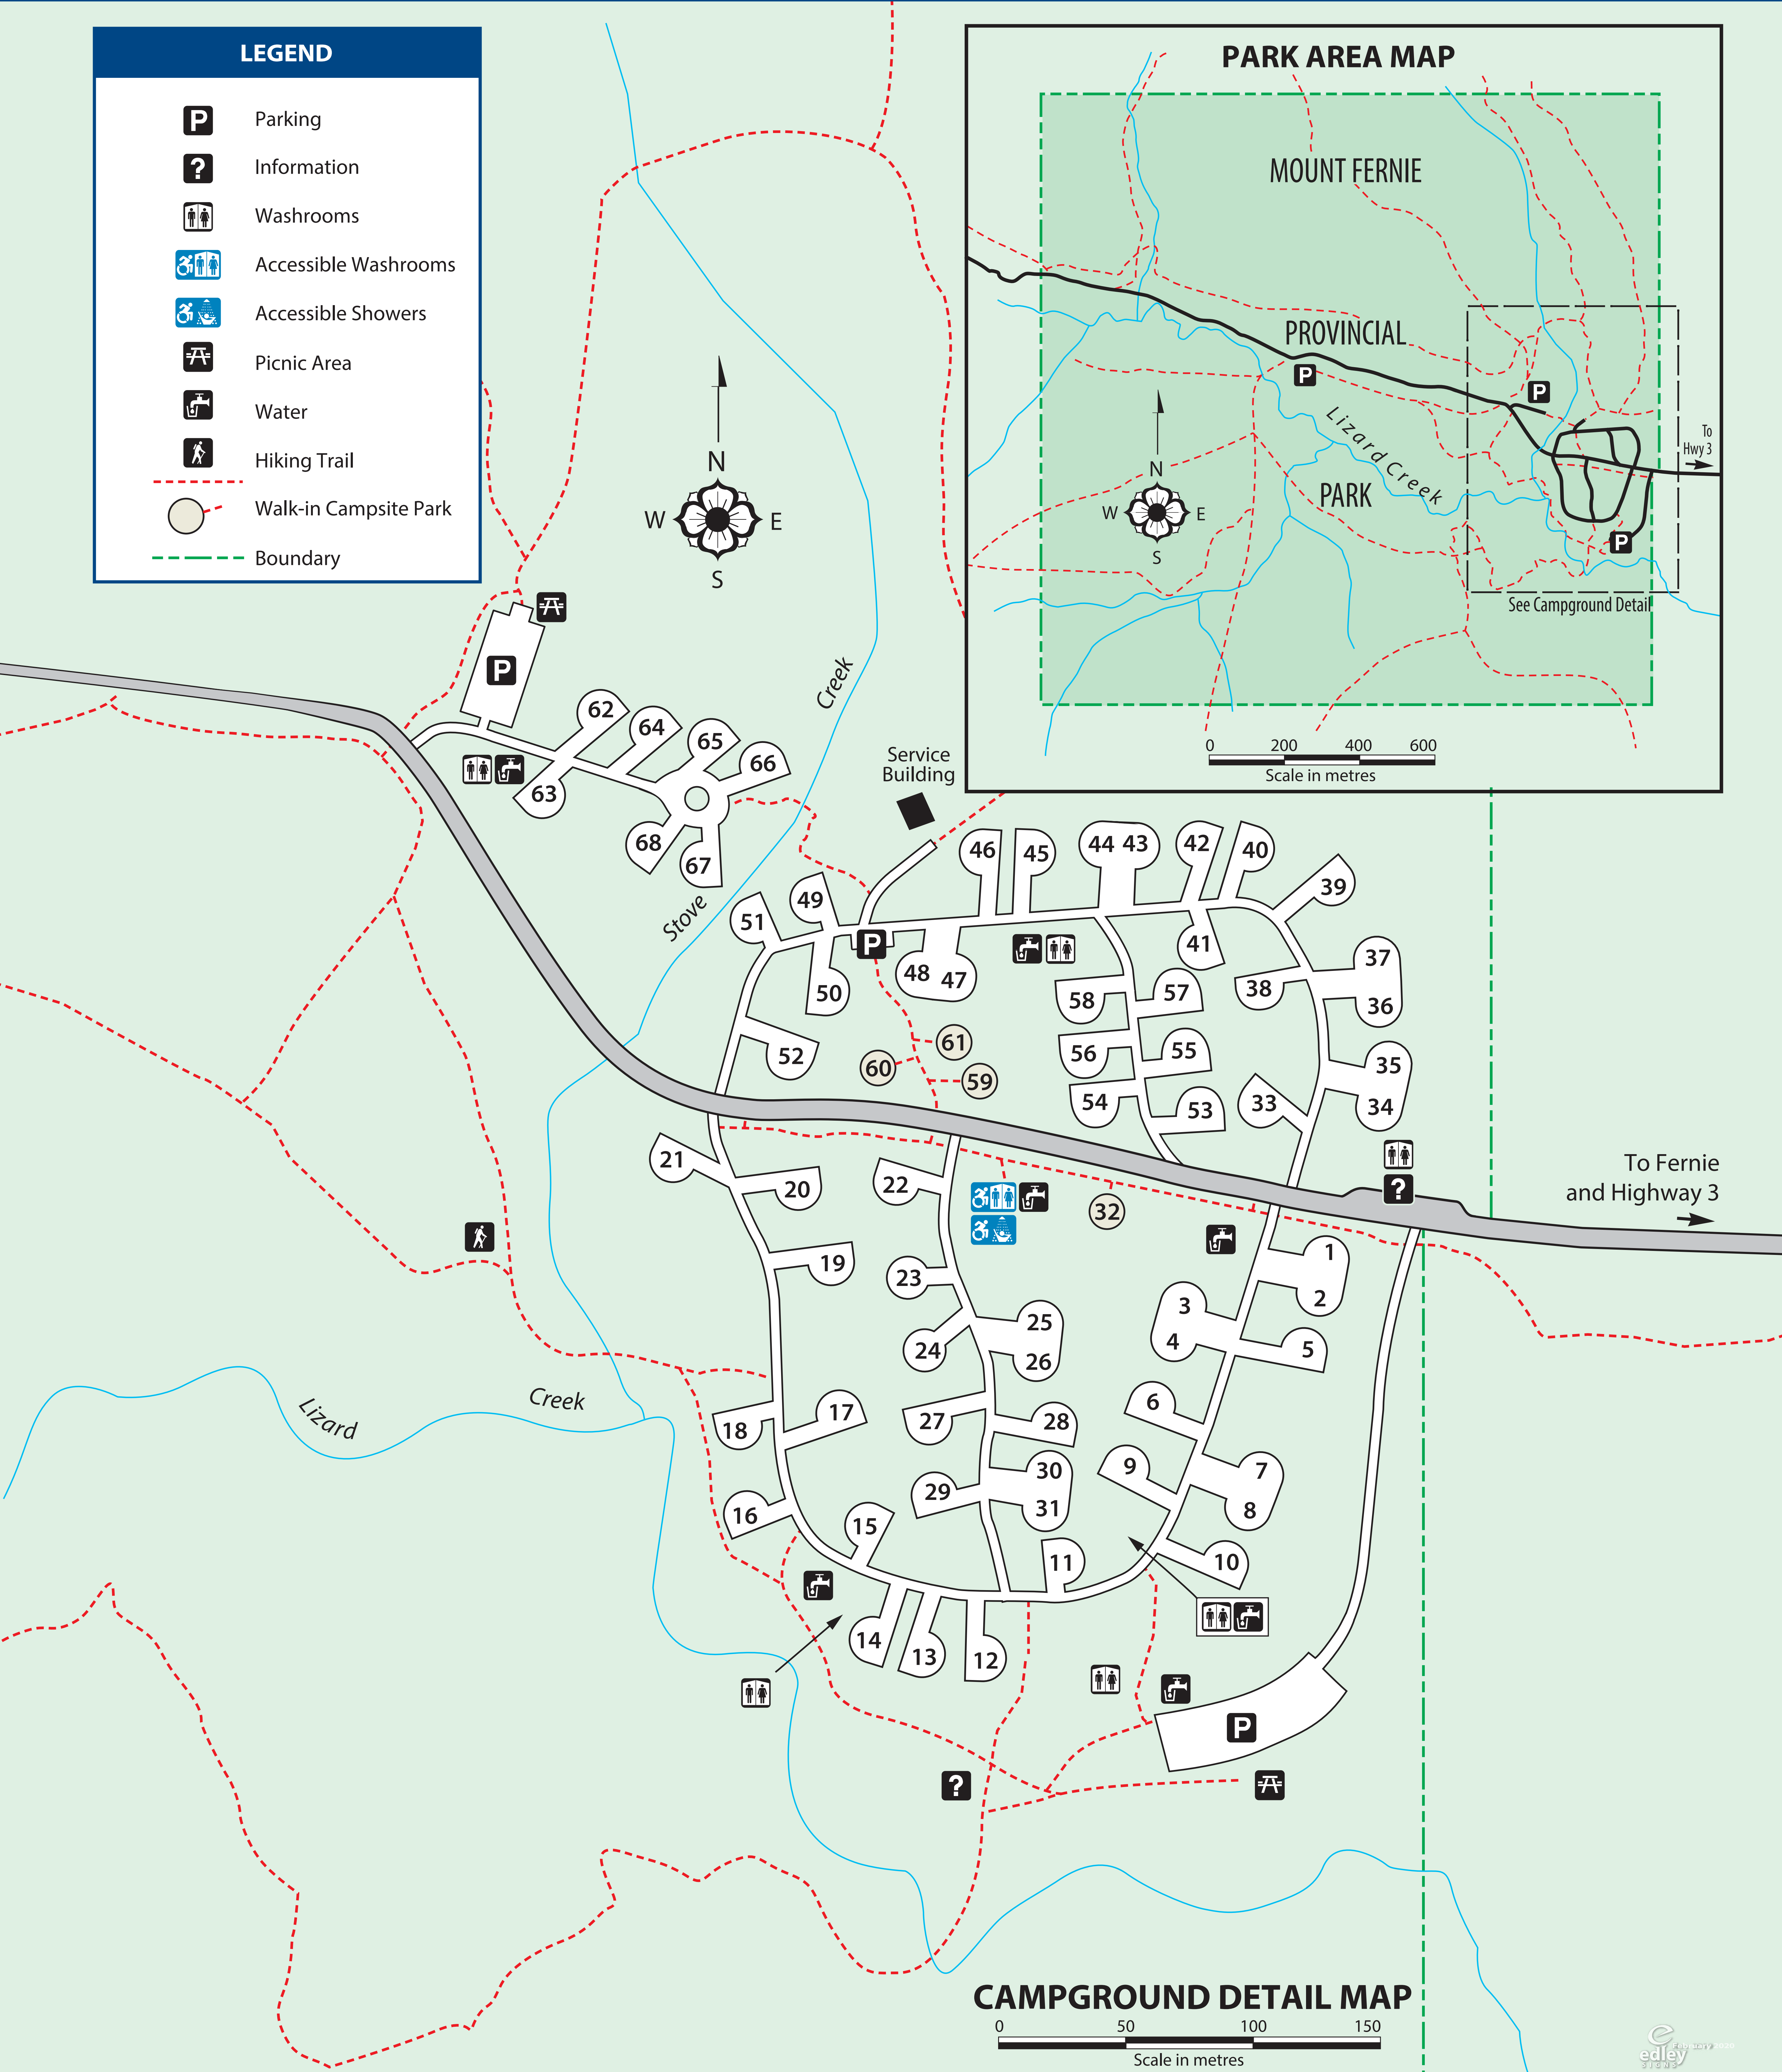 LEGEND
P
Parking
?
Information
Washrooms
Accessible Washrooms
Accessible Showers
Picnic Area
Water
Hiking Trail
Walk-in Campsite Park
Boundary
PARK AREA MAP
MOUNT FERNIE
PROVINCIAL
PARK
Lizard Creek
P
P
P
To
Hwy 3
N
W E
S
See Campground Detail
0 200 400 600
Scale in metres
N
W E
S
P
62
64
65
66
63
68
67
Stove Creek
Service
Building
46
45
44 43
42
40
39
49
51
P
48 47
41
37
36
38
50
58
57
52
61
60
59
56
55
35
34
54
53
33
?
To Fernie
and Highway 3
21
20
22
32
19
23
1
2
3
4
5
25
26
24
6
18
17
27
28
9
7
8
30
31
29
16
15
11
10
14
13
12
Lizard Creek
P
?
CAMPGROUND DETAIL MAP
0 50 100 150
Scale in metres
edley
SIGNS